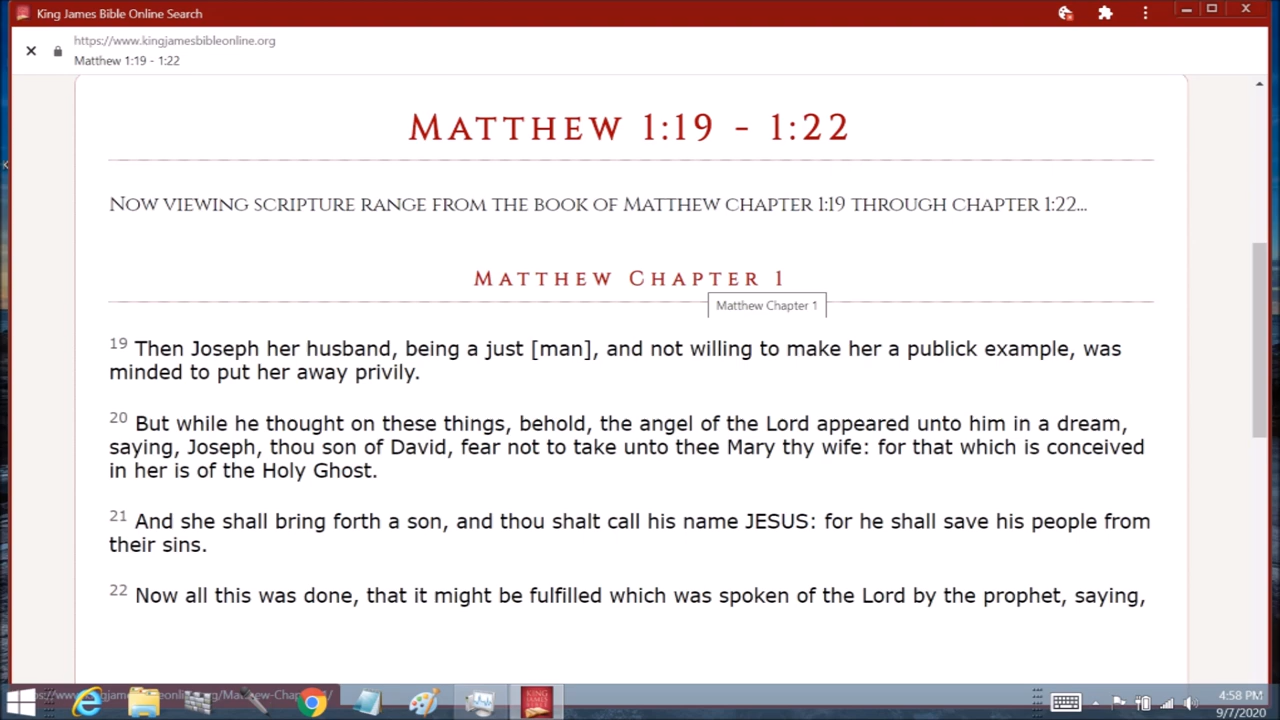 King James Bible Online Search
https://www.kingjamesbibleonline.org
Matthew 1:19 - 1:22
Matthew 1:19 - 1:22
Now viewing scripture range from the book of Matthew chapter 1:19 through chapter 1:22...
Matthew Chapter 1
Matthew Chapter 1
19 Then Joseph her husband, being a just [man], and not willing to make her a publick example, was
minded to put her away privily.
20 But while he thought on these things, behold, the angel of the Lord appeared unto him in a dream,
saying, Joseph, thou son of David, fear not to take unto thee Mary thy wife: for that which is conceived
in her is of the Holy Ghost.
21 And she shall bring forth a son, and thou shalt call his name JESUS: for he shall save his people from
their sins.
22 Now all this was done, that it might be fulfilled which was spoken of the Lord by the prophet, saying,
KING
JAMES
BIBLE
4:58 PM
9/7/2020